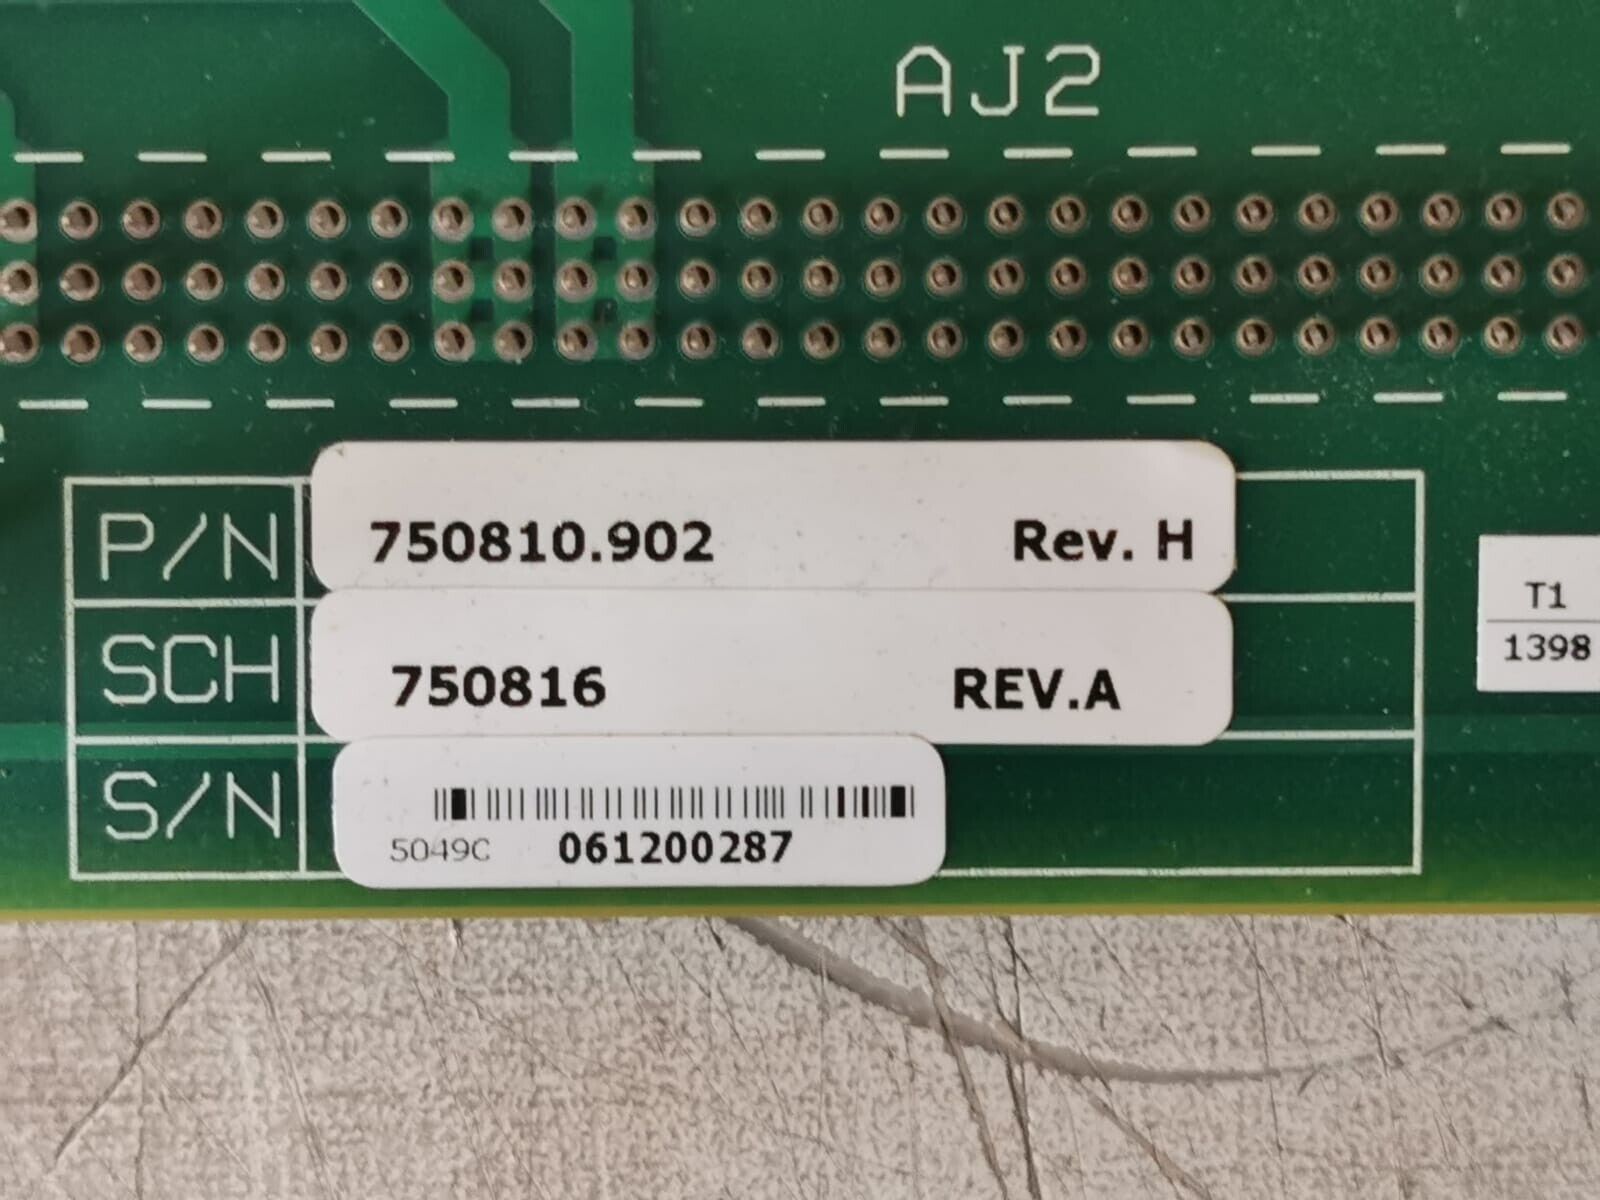 AJ2
P/N 750810.902 Rev. H
T1
1398
SCH 750816 REV.A
S/N
5049C 061200287